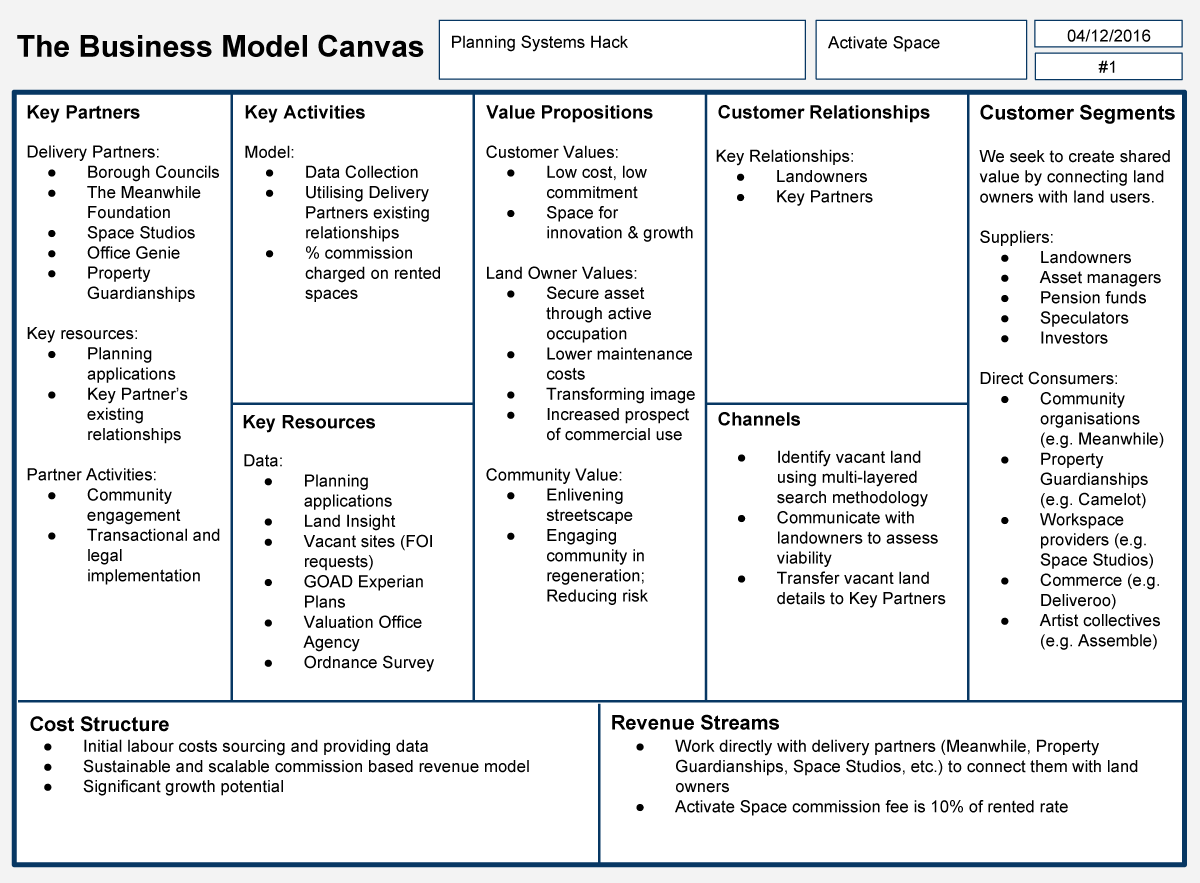 The Business Model Canvas
Planning Systems Hack
Activate Space
04/12/2016
#1
Key Partners
Delivery Partners:
● Borough Councils
● The Meanwhile
Foundation
● Space Studios
● Office Genie
● Property
Guardianships
Key resources:
● Planning
applications
● Key Partner's
existing
relationships
Partner Activities:
● Community
engagement
● Transactional and
legal
implementation
Key Activities
Model:
● Data Collection
● Utilising Delivery
Partners existing
relationships
● % commission
charged on rented
spaces
Key Resources
Data:
● Planning
applications
● Land Insight
● Vacant sites (FOI
requests)
● GOAD Experian
Plans
● Valuation Office
Agency
● Ordnance Survey
Value Propositions
Customer Values:
● Low cost, low
commitment
● Space for
innovation & growth
Land Owner Values:
● Secure asset
through active
occupation
● Lower maintenance
costs
● Transforming image
● Increased prospect
of commercial use
Community Value:
● Enlivening
streetscape
● Engaging
community in
regeneration;
Reducing risk
Customer Relationships
Key Relationships:
● Landowners
● Key Partners
Channels
● Identify vacant land
using multi-layered
search methodology
● Communicate with
landowners to assess
viability
● Transfer vacant land
details to Key Partners
Customer Segments
We seek to create shared
value by connecting land
owners with land users.
Suppliers:
● Landowners
● Asset managers
● Pension funds
● Speculators
● Investors
Direct Consumers:
● Community
organisations
(e.g. Meanwhile)
● Property
Guardianships
(e.g. Camelot)
● Workspace
providers (e.g.
Space Studios)
● Commerce (e.g.
Deliveroo)
● Artist collectives
(e.g. Assemble)
Cost Structure
● Initial labour costs sourcing and providing data
● Sustainable and scalable commission based revenue model
● Significant growth potential
Revenue Streams
● Work directly with delivery partners (Meanwhile, Property
Guardianships, Space Studios, etc.) to connect them with land
owners
● Activate Space commission fee is 10% of rented rate